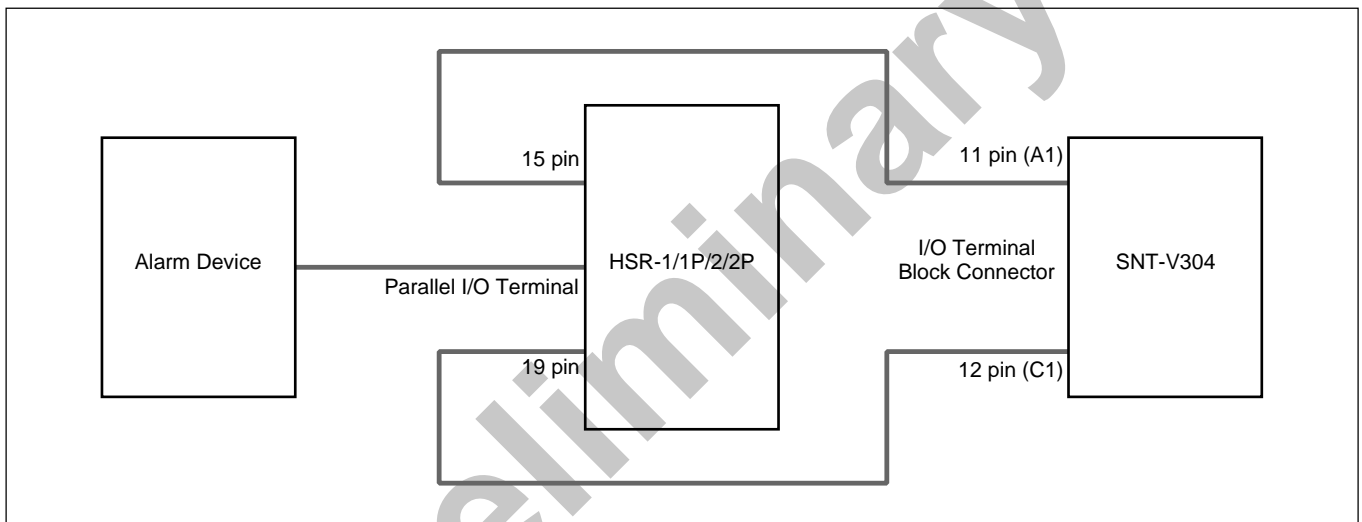 15 pin
11 pin (A1)
Alarm Device
HSR-1/1P/2/2P
I/O Terminal
Block Connector
SNT-V304
Parallel I/O Terminal
19 pin
12 pin (C1)
eliminary